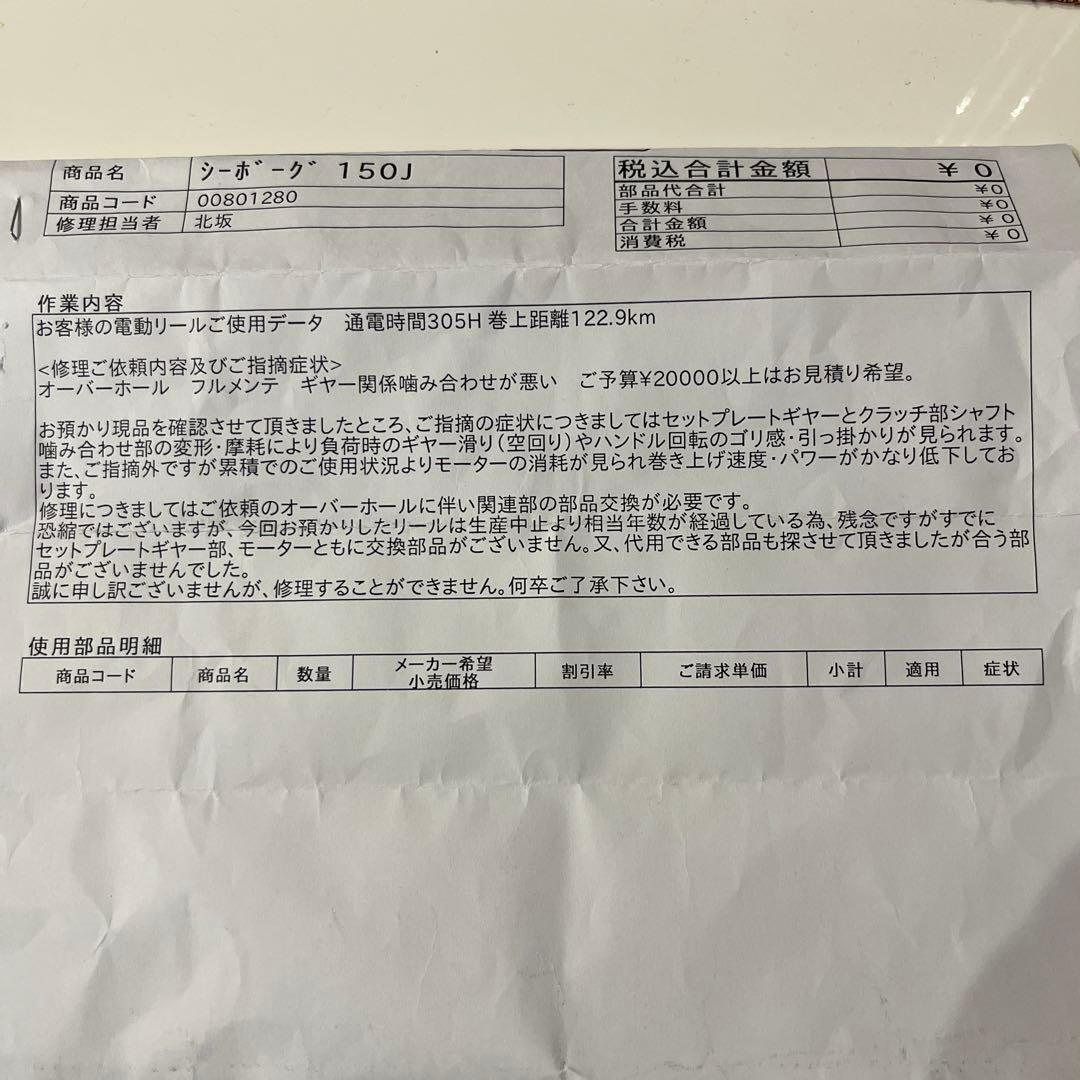 商品名 ｼｰﾎﾞｰｸﾞ 150J
商品コード 00801280
修理担当者 北坂
税込合計金額 ￥0
部品代合計 ￥0
手数料 ￥0
合計金額 ￥0
消費税 ￥0
作業内容
お客様の電動リールご使用データ 通電時間305H 巻上距離122.9km
<修理ご依頼内容及びご指摘症状>
オーバーホール フルメンテ ギヤー関係噛み合わせが悪い ご予算¥20000以上はお見積り希望。
お預かり現品を確認させて頂きましたところ、ご指摘の症状につきましてはセットプレートギヤーとクラッチ部シャフト
噛み合わせ部の変形・摩耗により負荷時のギヤー滑り(空回り)やハンドル回転のゴリ感・引っ掛かりが見られます。
また、ご指摘外ですが累積でのご使用状況よりモーターの消耗が見られ巻き上げ速度・パワーがかなり低下してお
ります。
修理につきましてはご依頼のオーバーホールに伴い関連部の部品交換が必要です。
恐縮ではございますが、今回お預かりしたリールは生産中止より相当年数が経過している為、残念ですがすでに
セットプレートギヤー部、モーターともに交換部品がございません。又、代用できる部品も探させて頂きましたが合う部
品がございませんでした。
誠に申し訳ございませんが、修理することができません。何卒ご了承下さい。
使用部品明細
商品コード 商品名 数量 メーカー希望 割引率 ご請求単価 小計 適用 症状
小売価格